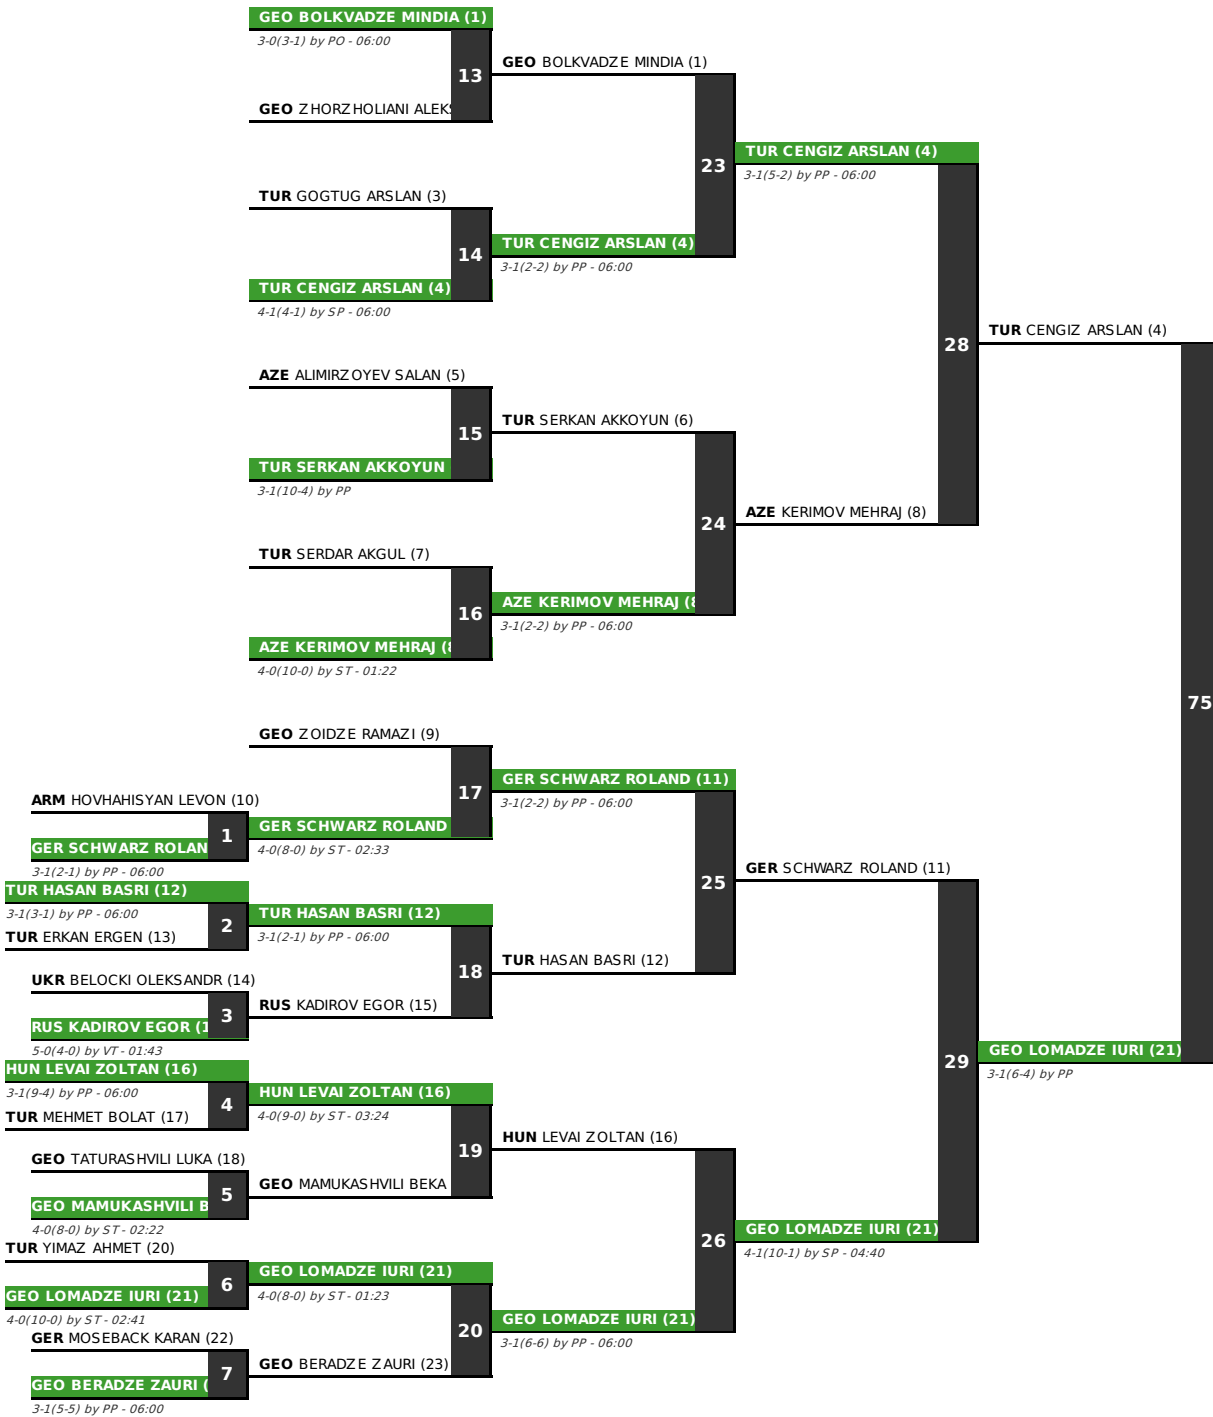 GEO BOLKVADZE MINDIA (1)
3-0(3-1) by PO - 06:00
13
GEO ZHORZHOLIANI ALEKS
GEO BOLKVADZE MINDIA (1)
23
TUR GOGTUG ARSLAN (3)
14
TUR CENGIZ ARSLAN (4)
4-1(4-1) by SP - 06:00
TUR CENGIZ ARSLAN (4)
3-1(2-2) by PP - 06:00
TUR CENGIZ ARSLAN (4)
3-1(5-2) by PP - 06:00
28
AZE ALIMIRZOYEV SALAN (5)
15
TUR SERKAN AKKOYUN
3-1(10-4) by PP
TUR SERKAN AKKOYUN (6)
24
TUR SERDAR AKGUL (7)
16
AZE KERIMOV MEHRAJ (8
4-0(10-0) by ST - 01:22
AZE KERIMOV MEHRAJ (8
3-1(2-2) by PP - 06:00
AZE KERIMOV MEHRAJ (8)
TUR CENGIZ ARSLAN (4)
75
GEO ZOIDZE RAMAZI (9)
17
ARM HOVHAHISYAN LEVON (10)
1
GER SCHWARZ ROLAN
3-1(2-1) by PP - 06:00
GER SCHWARZ ROLAND
4-0(8-0) by ST - 02:33
GER SCHWARZ ROLAND (11)
3-1(2-2) by PP - 06:00
25
TUR HASAN BASRI (12)
3-1(3-1) by PP - 06:00
2
TUR ERKAN ERGEN (13)
TUR HASAN BASRI (12)
3-1(2-1) by PP - 06:00
18
UKR BELOCKI OLEKSANDR (14)
3
RUS KADIROV EGOR (1
5-0(4-0) by VT - 01:43
RUS KADIROV EGOR (15)
TUR HASAN BASRI (12)
GER SCHWARZ ROLAND (11)
29
HUN LEVAI ZOLTAN (16)
3-1(9-4) by PP - 06:00
4
TUR MEHMET BOLAT (17)
HUN LEVAI ZOLTAN (16)
4-0(9-0) by ST - 03:24
19
GEO TATURASHVILI LUKA (18)
5
GEO MAMUKASHVILI B
4-0(8-0) by ST - 02:22
GEO MAMUKASHVILI BEKA
HUN LEVAI ZOLTAN (16)
26
TUR YIMAZ AHMET (20)
6
GEO LOMADZE IURI (21)
4-0(10-0) by ST - 02:41
GEO LOMADZE IURI (21)
4-0(8-0) by ST - 01:23
20
GER MOSEBACK KARAN (22)
7
GEO BERADZE ZAURI (
3-1(5-5) by PP - 06:00
GEO BERADZE ZAURI (23)
GEO LOMADZE IURI (21)
3-1(6-6) by PP - 06:00
GEO LOMADZE IURI (21)
4-1(10-1) by SP - 04:40
GEO LOMADZE IURI (21)
3-1(6-4) by PP